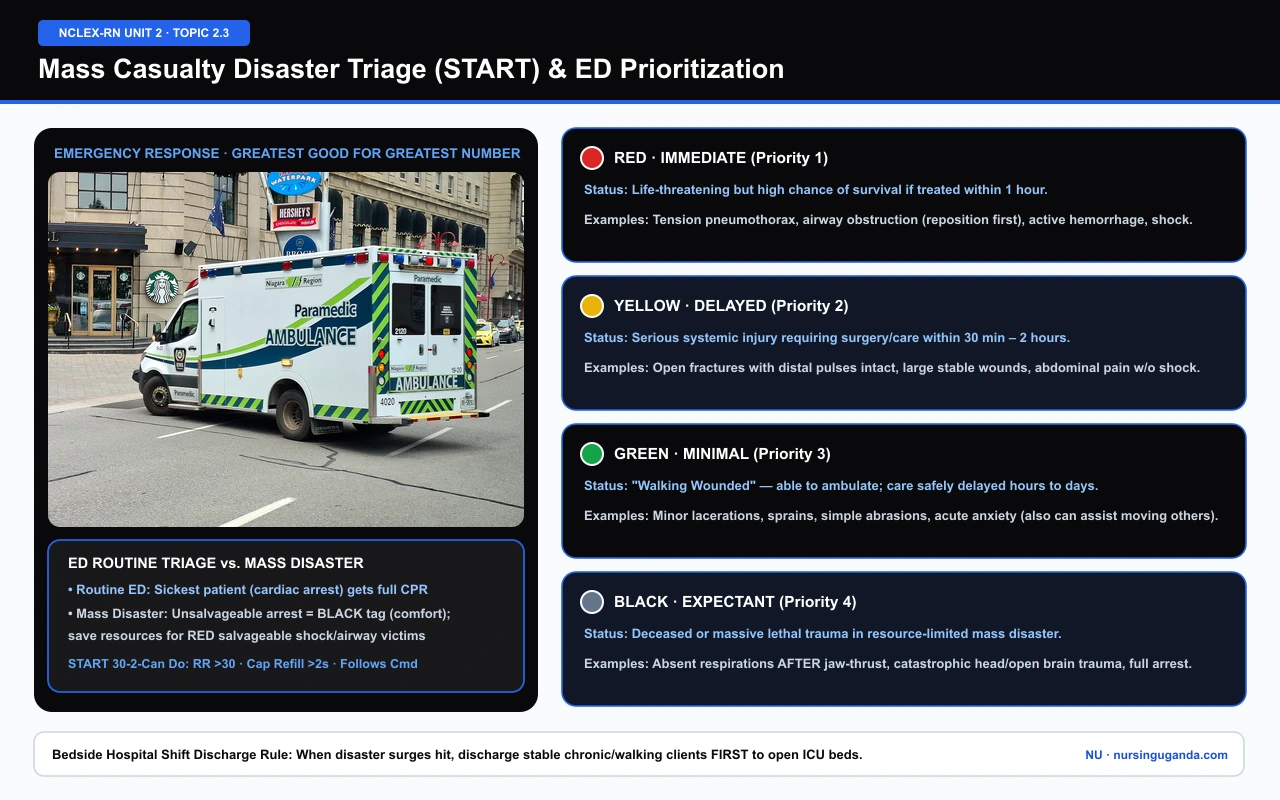 NCLEX-RN UNIT 2 · TOPIC 2.3
Mass Casualty Disaster Triage (START) & ED Prioritization
EMERGENCY RESPONSE · GREATEST GOOD FOR GREATEST NUMBER
WATERPARK
HERSHEY'S
STARBUCKS
Niagara Region
Paramedic
AMBULANCE
2120
Paramedic
Niagara Region
19-20
AMBULANCE
4020
Paramedic
ED ROUTINE TRIAGE vs. MASS DISASTER
• Routine ED: Sickest patient (cardiac arrest) gets full CPR
• Mass Disaster: Unsalvageable arrest = BLACK tag (comfort);
save resources for RED salvageable shock/airway victims
START 30-2-Can Do: RR >30 · Cap Refill >2s · Follows Cmd
RED · IMMEDIATE (Priority 1)
Status: Life-threatening but high chance of survival if treated within 1 hour.
Examples: Tension pneumothorax, airway obstruction (reposition first), active hemorrhage, shock.
YELLOW · DELAYED (Priority 2)
Status: Serious systemic injury requiring surgery/care within 30 min – 2 hours.
Examples: Open fractures with distal pulses intact, large stable wounds, abdominal pain w/o shock.
GREEN · MINIMAL (Priority 3)
Status: "Walking Wounded" — able to ambulate; care safely delayed hours to days.
Examples: Minor lacerations, sprains, simple abrasions, acute anxiety (also can assist moving others).
BLACK · EXPECTANT (Priority 4)
Status: Deceased or massive lethal trauma in resource-limited mass disaster.
Examples: Absent respirations AFTER jaw-thrust, catastrophic head/open brain trauma, full arrest.
Bedside Hospital Shift Discharge Rule: When disaster surges hit, discharge stable chronic/walking clients FIRST to open ICU beds.
NU · nursinguganda.com